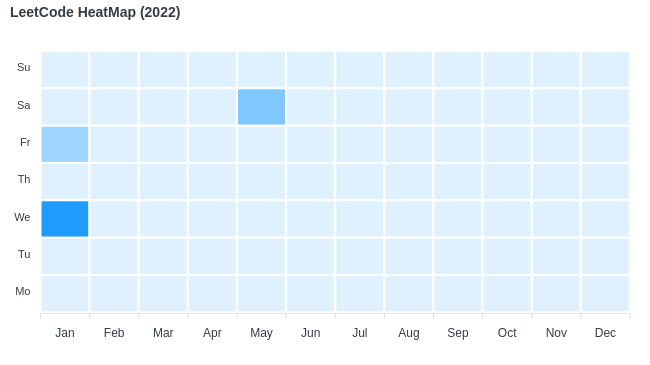 LeetCode HeatMap (2022)
Su
Sa
Fr
Th
We
Tu
Mo
Jan Feb Mar Apr May Jun Jul Aug Sep Oct Nov Dec